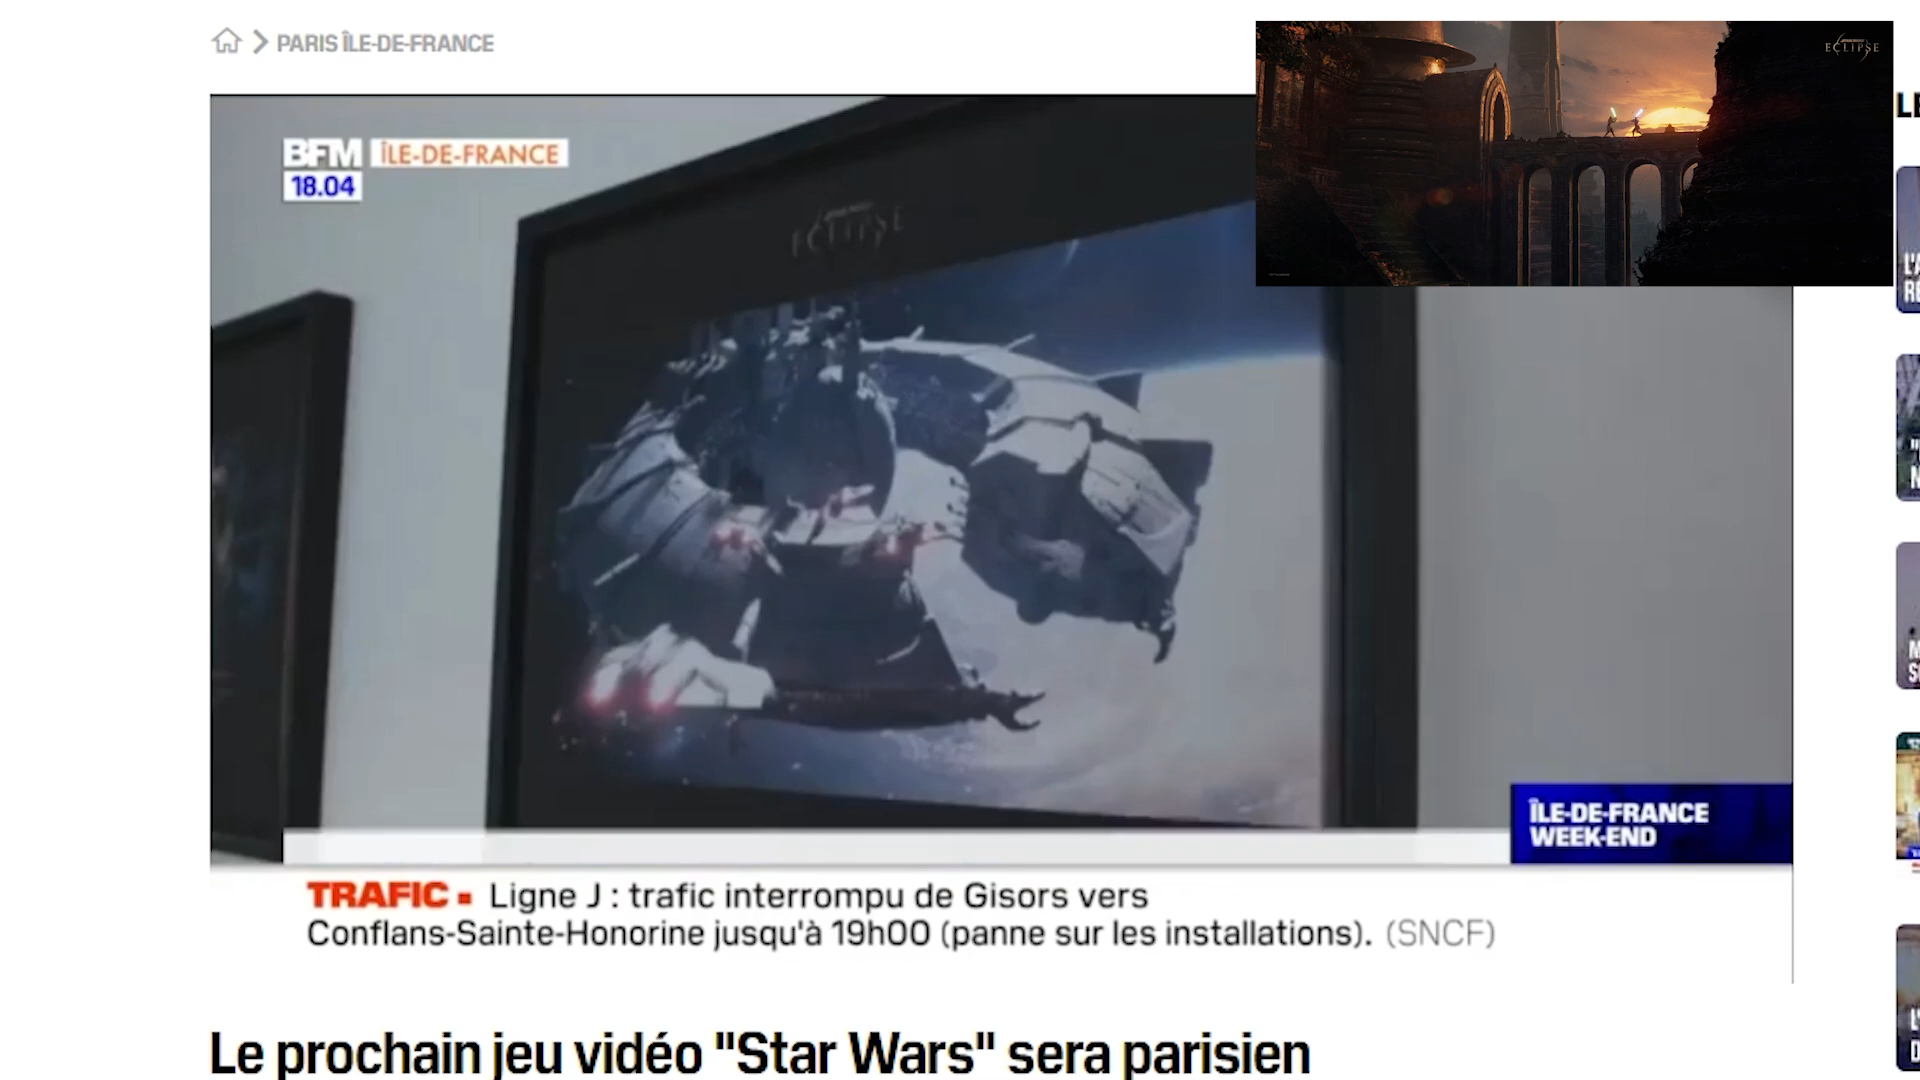 PARIS ÎLE-DE-FRANCE
BFM ÎLE-DE-FRANCE
18.04
ECLIPSE
ECLIPSE
ÎLE-DE-FRANCE
WEEK-END
TRAFIC Ligne J : trafic interrompu de Gisors vers
Conflans-Sainte-Honorine jusqu'à 19h00 (panne sur les installations). (SNCF)
Le prochain jeu vidéo "Star Wars" sera parisien